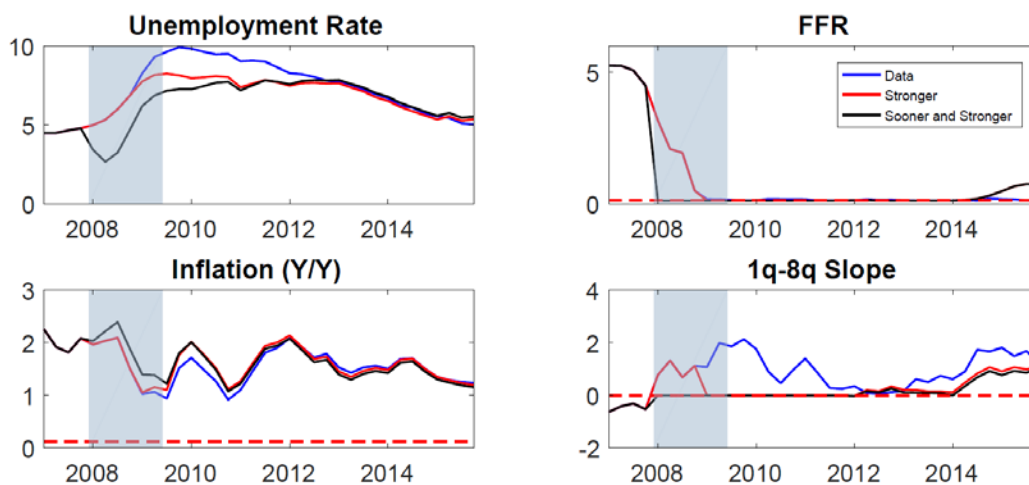 Unemployment Rate
10
5
0
2008 2010 2012 2014
FFR
5
0
Data
Stronger
Sooner and Stronger
2008 2010 2012 2014
Inflation (Y/Y)
3
2
1
0
2008 2010 2012 2014
1q-8q Slope
4
2
0
-2
2008 2010 2012 2014